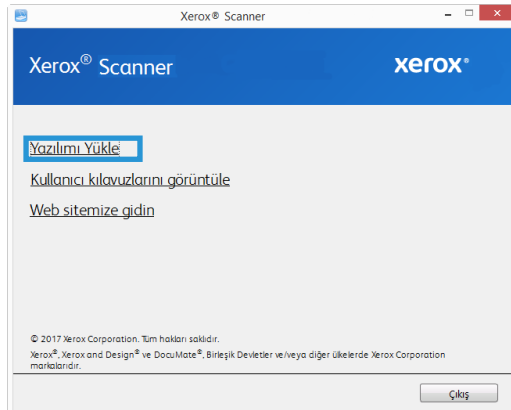 Xerox® Scanner
Xerox® Scanner
xerox®
Yazılımı Yükle
Kullanıcı kılavuzlarını görüntüle
Web sitemize gidin
© 2017 Xerox Corporation. Tüm hakları saklıdır.
Xerox®, Xerox and Design® ve DocuMate®, Birleşik Devletler ve/veya diğer ülkelerde Xerox Corporation
markalarıdır.
Çıkış